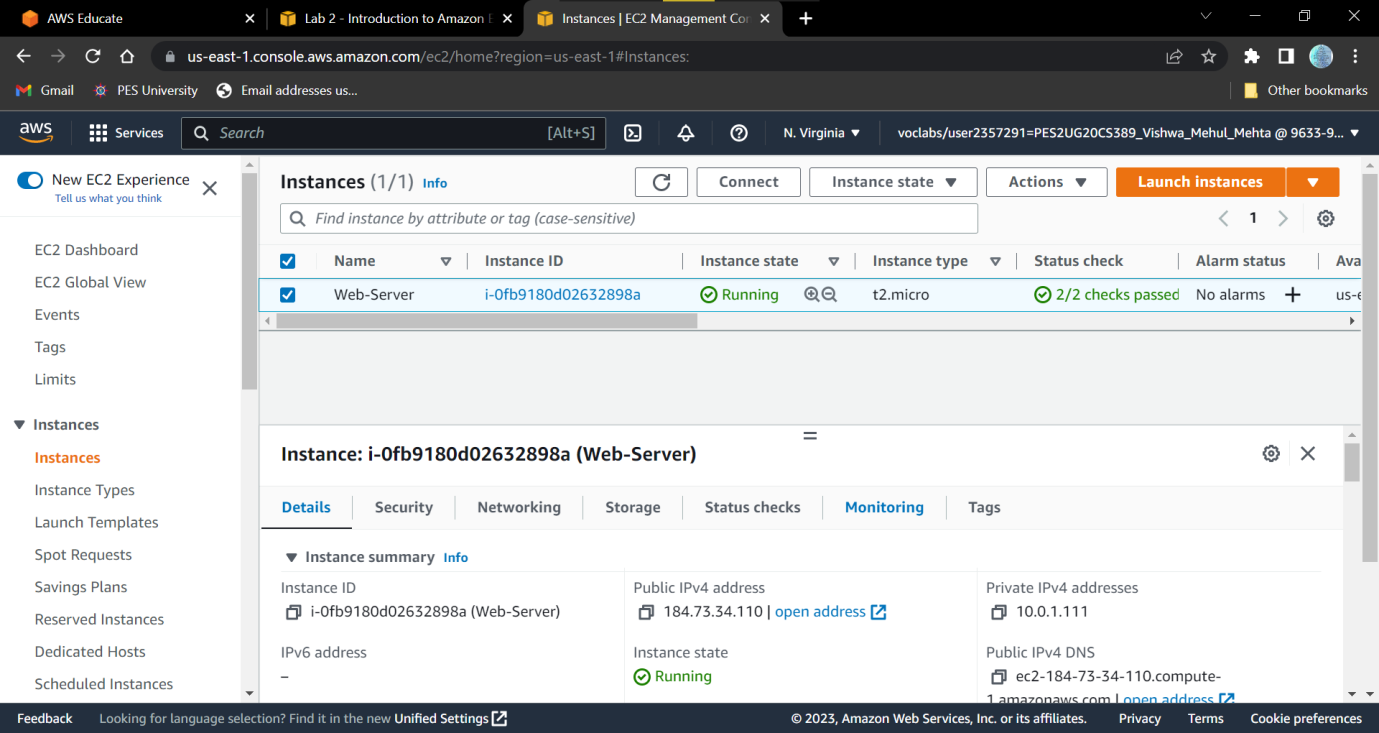 AWS Educate
Lab 2 - Introduction to Amazon E
Instances | EC2 Management Con
us-east-1.console.aws.amazon.com/ec2/home?region=us-east-1#Instances:
Gmail
PES University
Email addresses us...
Other bookmarks
aws
Services
Search
[Alt+S]
N. Virginia
voclabs/user2357291=PES2UG20CS389_Vishwa_Mehul_Mehta @ 9633-9...
New EC2 Experience
Tell us what you think
EC2 Dashboard
EC2 Global View
Events
Tags
Limits
Instances
Instances
Instance Types
Launch Templates
Spot Requests
Savings Plans
Reserved Instances
Dedicated Hosts
Scheduled Instances
Instances (1/1) Info
Connect
Instance state
Actions
Launch instances
Find instance by attribute or tag (case-sensitive)
1
Name
Instance ID
Instance state
Instance type
Status check
Alarm status
Ava
Web-Server
i-0fb9180d02632898a
Running
t2.micro
2/2 checks passed
No alarms
us-e
Instance: i-0fb9180d02632898a (Web-Server)
Details
Security
Networking
Storage
Status checks
Monitoring
Tags
Instance summary Info
Instance ID
i-0fb9180d02632898a (Web-Server)
Public IPv4 address
184.73.34.110 | open address
Private IPv4 addresses
10.0.1.111
IPv6 address
–
Instance state
Running
Public IPv4 DNS
ec2-184-73-34-110.compute-
1.amazonaws.com | open address
Feedback
Looking for language selection? Find it in the new Unified Settings
© 2023, Amazon Web Services, Inc. or its affiliates.
Privacy
Terms
Cookie preferences